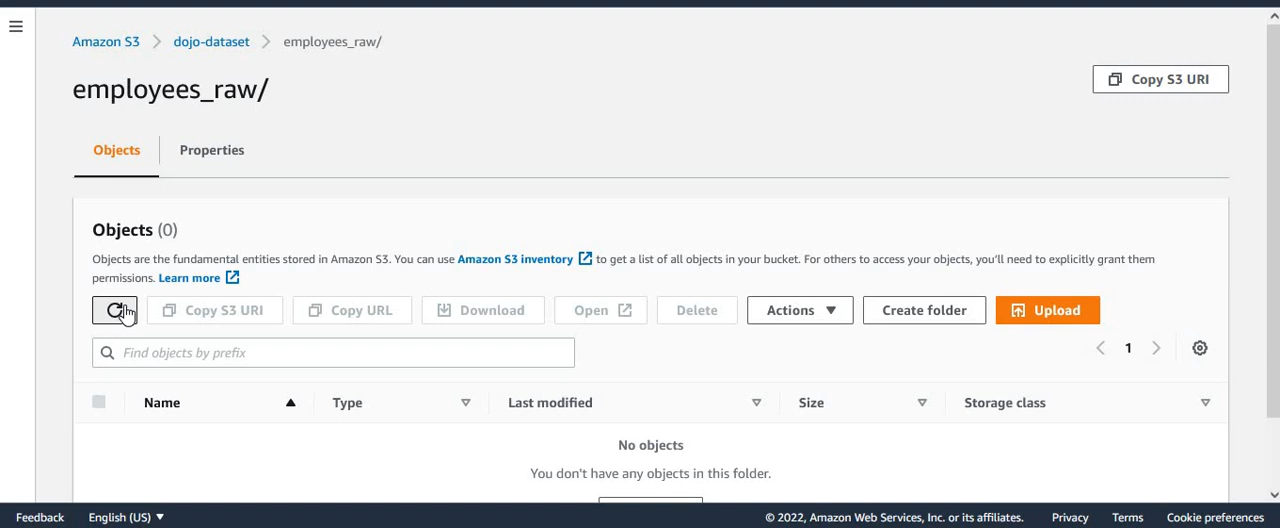 Amazon S3 > dojo-dataset > employees_raw/
employees_raw/
Copy S3 URI
Objects Properties
Objects (0)
Objects are the fundamental entities stored in Amazon S3. You can use Amazon S3 inventory to get a list of all objects in your bucket. For others to access your objects, you'll need to explicitly grant them
permissions. Learn more
Copy S3 URI Copy URL Download Open Delete Actions Create folder Upload
Find objects by prefix
1
Name Type Last modified Size Storage class
No objects
You don't have any objects in this folder.
Feedback English (US) © 2022, Amazon Web Services, Inc. or its affiliates. Privacy Terms Cookie preferences